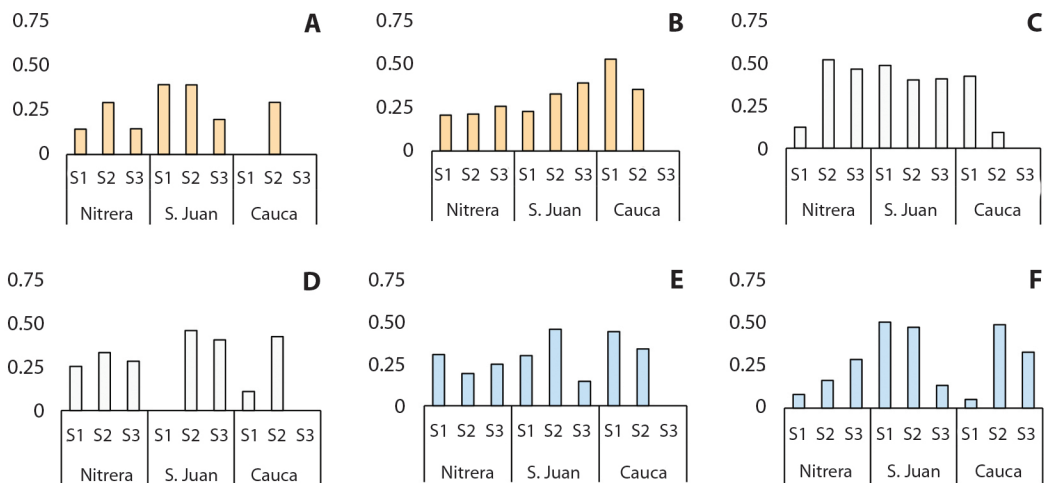 0.75 A
0.50
0.25
0
S1 S2 S3 S1 S2 S3 S1 S2 S3
Nitrera S. Juan Cauca
0.75 B
0.50
0.25
0
S1 S2 S3 S1 S2 S3 S1 S2 S3
Nitrera S. Juan Cauca
0.75 C
0.50
0.25
0
S1 S2 S3 S1 S2 S3 S1 S2 S3
Nitrera S. Juan Cauca
0.75 D
0.50
0.25
0
S1 S2 S3 S1 S2 S3 S1 S2 S3
Nitrera S. Juan Cauca
0.75 E
0.50
0.25
0
S1 S2 S3 S1 S2 S3 S1 S2 S3
Nitrera S. Juan Cauca
0.75 F
0.50
0.25
0
S1 S2 S3 S1 S2 S3 S1 S2 S3
Nitrera S. Juan Cauca